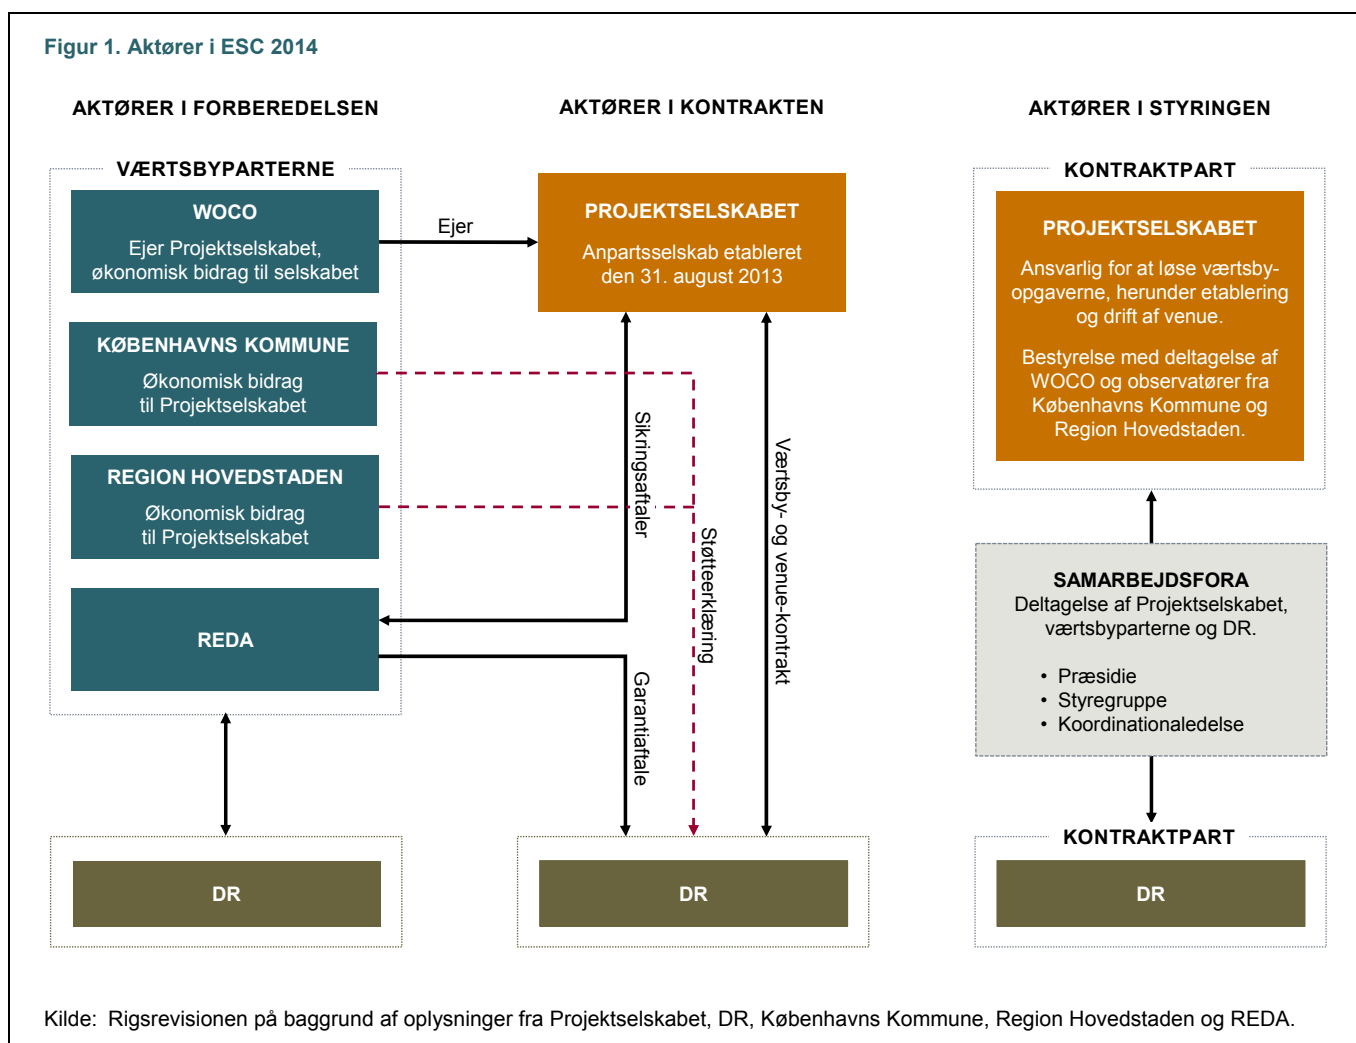 Figur 1. Aktører i ESC 2014
AKTØRER I FORBEREDELSEN
VÆRTSBYPARTERNE
WOCO
Ejer Projektselskabet,
økonomisk bidrag til selskabet
KØBENHAVNS KOMMUNE
Økonomisk bidrag
til Projektselskabet
REGION HOVEDSTADEN
Økonomisk bidrag
til Projektselskabet
REDA
DR
AKTØRER I KONTRAKTEN
Ejer
PROJEKTSELSKABET
Anpartsselskab etableret
den 31. august 2013
Sikringsaftaler
Støtteerklæring
Værtsby- og venue-kontrakt
Garantiaftale
DR
AKTØRER I STYRINGEN
KONTRAKTPART
PROJEKTSELSKABET
Ansvarlig for at løse værtsby-
opgaverne, herunder etablering
og drift af venue.
Bestyrelse med deltagelse af
WOCO og observatører fra
Københavns Kommune og
Region Hovedstaden.
SAMARBEJDSFORA
Deltagelse af Projektselskabet,
værtsbyparterne og DR.
• Præsidie
• Styregruppe
• Koordinationaledelse
KONTRAKTPART
DR
Kilde: Rigsrevisionen på baggrund af oplysninger fra Projektselskabet, DR, Københavns Kommune, Region Hovedstaden og REDA.